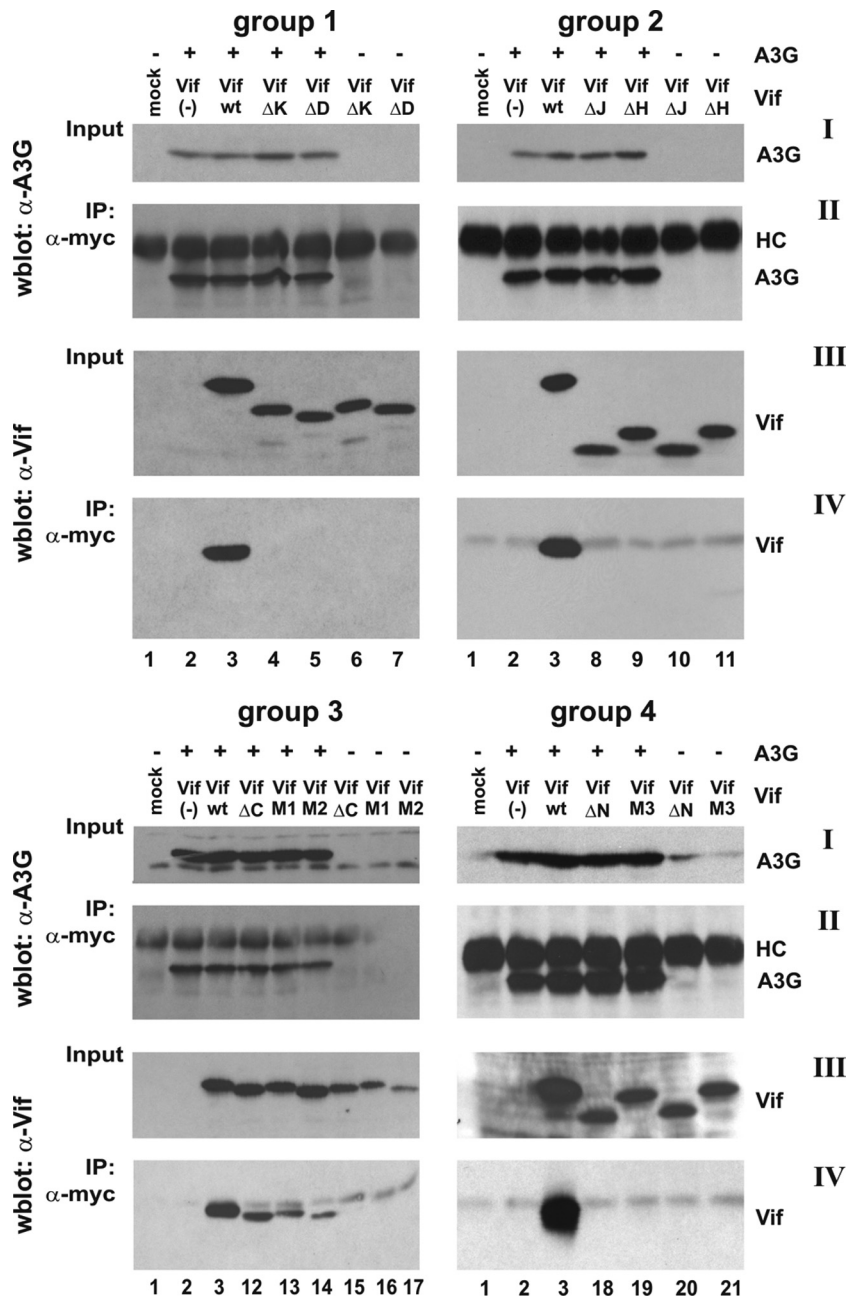 group 1 group 2
- + + + + - - - + + + + - - A3G
mock Vif (-) Vif wt Vif ΔK Vif ΔD Vif ΔK Vif ΔD mock Vif (-) Vif wt Vif ΔJ Vif ΔH Vif ΔJ Vif ΔH Vif
wblot: α-A3G
Input I
A3G
IP: II
α-myc HC
A3G
wblot: α-Vif
Input III
Vif
IP: IV
α-myc Vif
1 2 3 4 5 6 7 1 2 3 8 9 10 11
group 3 group 4
- + + + + + - - - - + + + + - - A3G
mock Vif (-) Vif wt Vif ΔC Vif M1 Vif M2 Vif ΔC Vif M1 Vif M2 mock Vif (-) Vif wt Vif ΔN Vif M3 Vif ΔN Vif M3 Vif
wblot: α-A3G
Input I
A3G
IP: II
α-myc HC
A3G
wblot: α-Vif
Input III
Vif
IP: IV
α-myc Vif
1 2 3 12 13 14 15 16 17 1 2 3 18 19 20 21